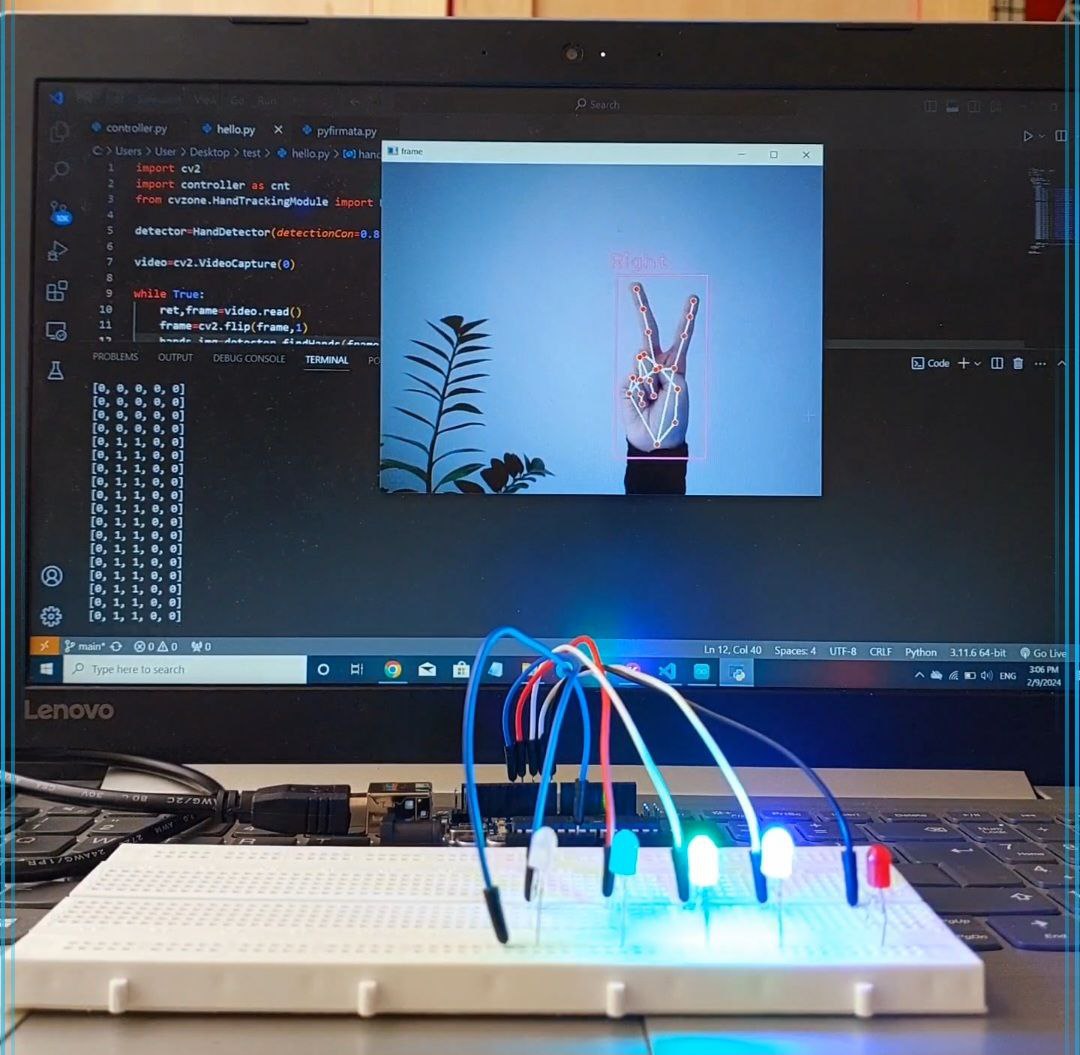 Search
controller.py
hello.py
pyfirmata.py
C: > Users > User > Desktop > test > hello.py >
1 import cv2
2 import controller as cnt
3 from cvzone.HandTrackingModule import
4
5 detector=HandDetector(detectionCon=0.8
6
7 video=cv2.VideoCapture(0)
8
9 while True:
10 ret,frame=video.read()
11 frame=cv2.flip(frame,1)
frame
Right
PROBLEMS OUTPUT DEBUG CONSOLE TERMINAL
Code
[0, 0, 0, 0, 0]
[0, 0, 0, 0, 0]
[0, 0, 0, 0, 0]
[0, 0, 0, 0, 0]
[0, 1, 1, 0, 0]
[0, 1, 1, 0, 0]
[0, 1, 1, 0, 0]
[0, 1, 1, 0, 0]
[0, 1, 1, 0, 0]
[0, 1, 1, 0, 0]
[0, 1, 1, 0, 0]
[0, 1, 1, 0, 0]
[0, 1, 1, 0, 0]
[0, 1, 1, 0, 0]
[0, 1, 1, 0, 0]
[0, 1, 1, 0, 0]
[0, 1, 1, 0, 0]
[0, 1, 1, 0, 0]
main* 0 0 0
Ln 12, Col 40 Spaces: 4 UTF-8 CRLF Python 3.11.6 64-bit Go Live
Type here to search
ENG
3:06 PM
2/9/2024
Lenovo